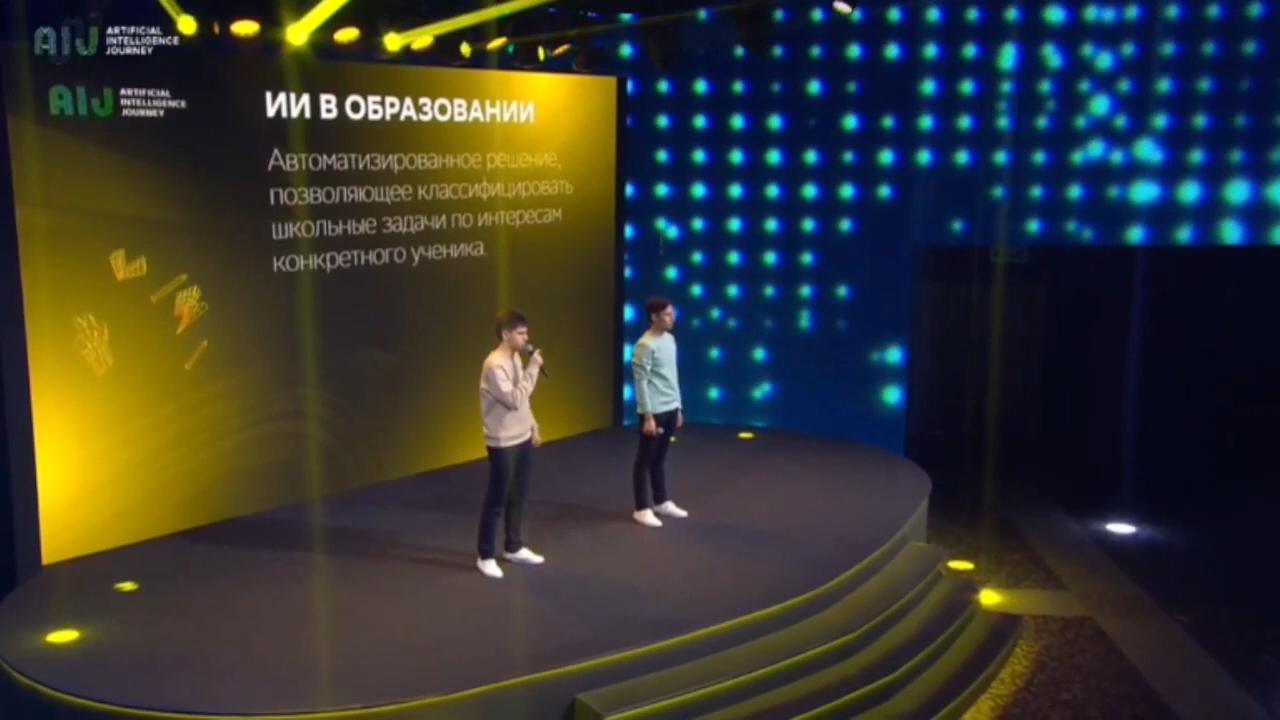 AIJ ARTIFICIAL
INTELLIGENCE
JOURNEY
AIJ ARTIFICIAL
INTELLIGENCE
JOURNEY
ИИ В ОБРАЗОВАНИИ
Автоматизированное решение,
позволяющее классифицировать
школьные задачи по интересам
конкретного ученика.